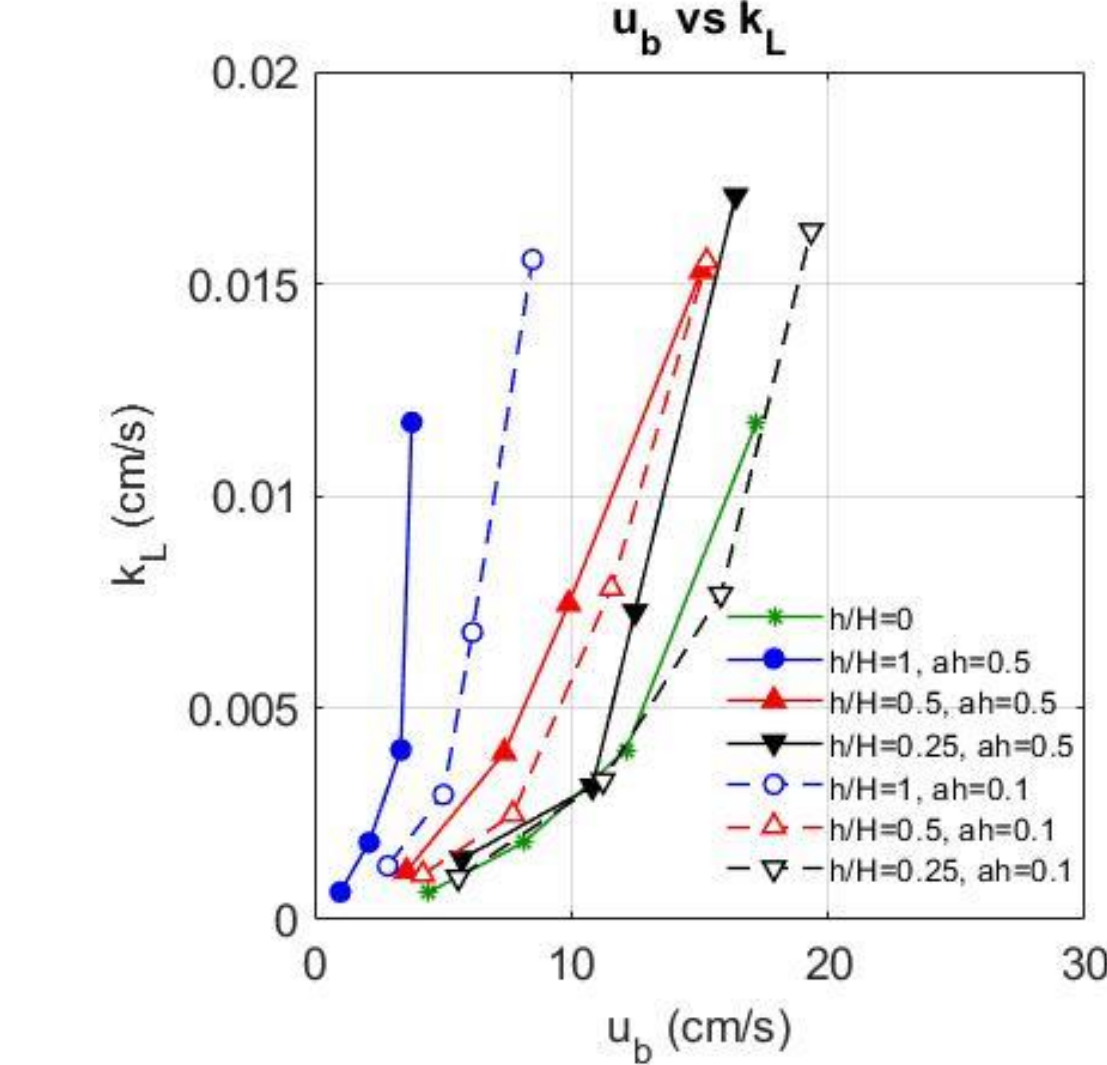 u_b vs k_L
0.02
0.015
0.01
0.005
0
k_L (cm/s)
h/H=0
h/H=1, ah=0.5
h/H=0.5, ah=0.5
h/H=0.25, ah=0.5
h/H=1, ah=0.1
h/H=0.5, ah=0.1
h/H=0.25, ah=0.1
0 10 20 30
u_b (cm/s)